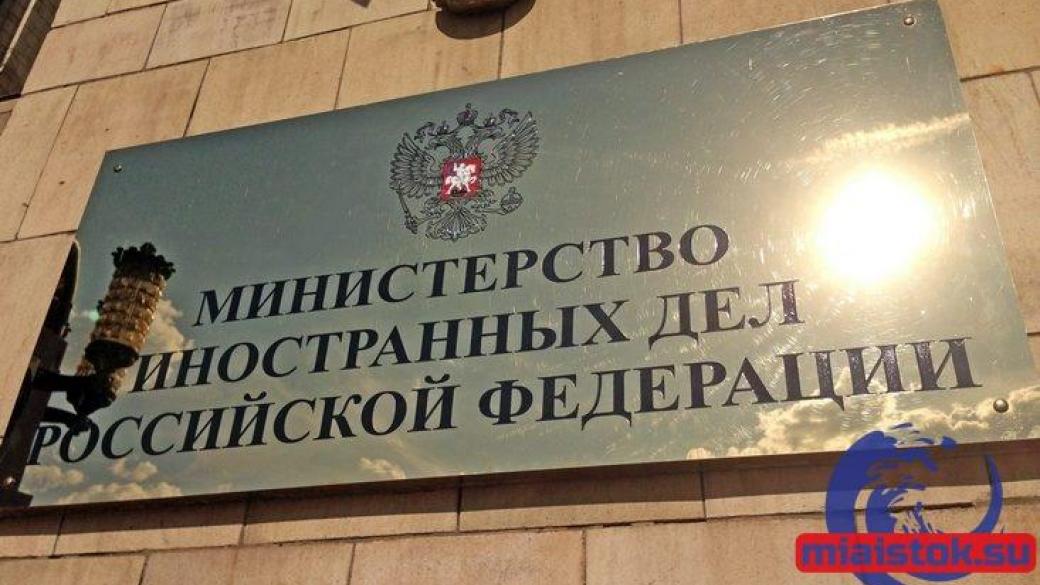 МИНИСТЕРСТВО
ИНОСТРАННЫХ ДЕЛ
РОССИЙСКОЙ ФЕДЕРАЦИИ
miaistok.su